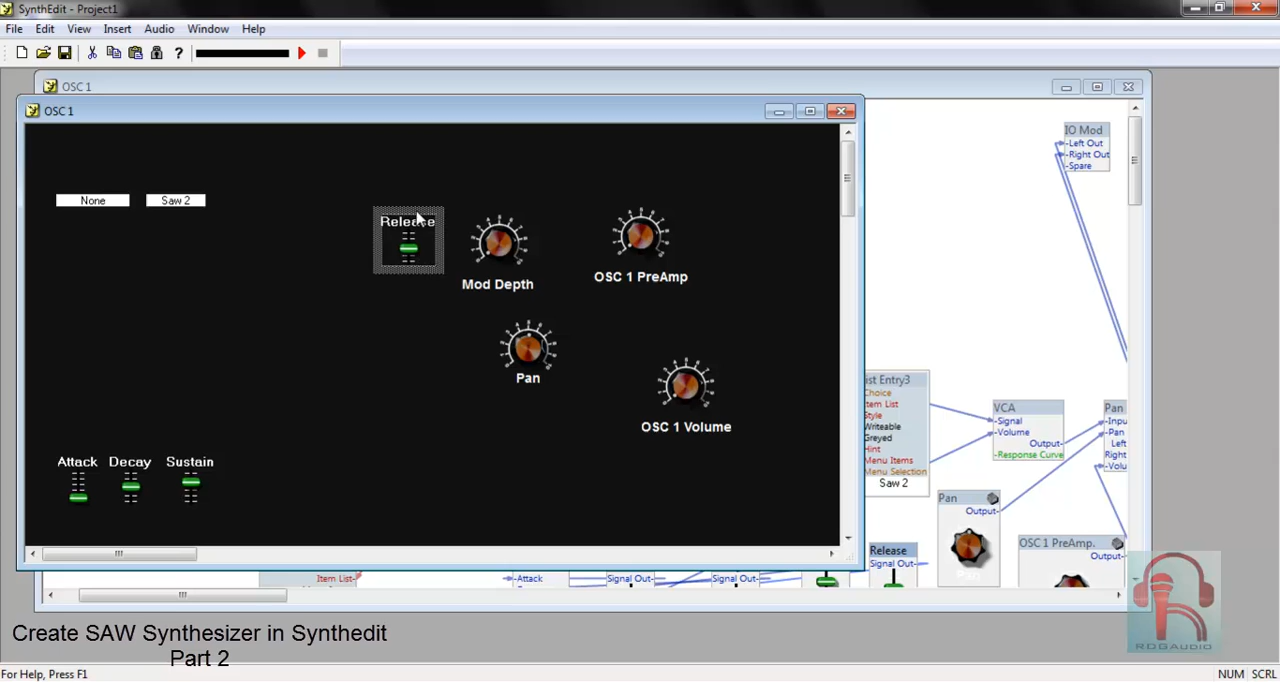 SynthEdit - Project1
File Edit View Insert Audio Window Help
OSC 1
OSC 1
None Saw 2
Release
Mod Depth
OSC 1 PreAmp
Pan
OSC 1 Volume
Attack Decay Sustain
IO Mod
-Left Out
-Right Out
-Spare
ist Entry3
Choice
Item List
Style
Writeable
Greyed
Hint
Menu Items
Menu Selection
Saw 2
VCA
-Signal
-Volume
Output-
-Response Curve
Pan
-Input
-Pan
Left
Right
-Volu
Pan
Output-
OSC 1 PreAmp.
Output-
Release
Signal Out-
Item List-
-Attack
Signal Out-
Signal Out-
RDGAUDIO
Create SAW Synthesizer in Synthedit
Part 2
For Help, Press F1
NUM SCRL